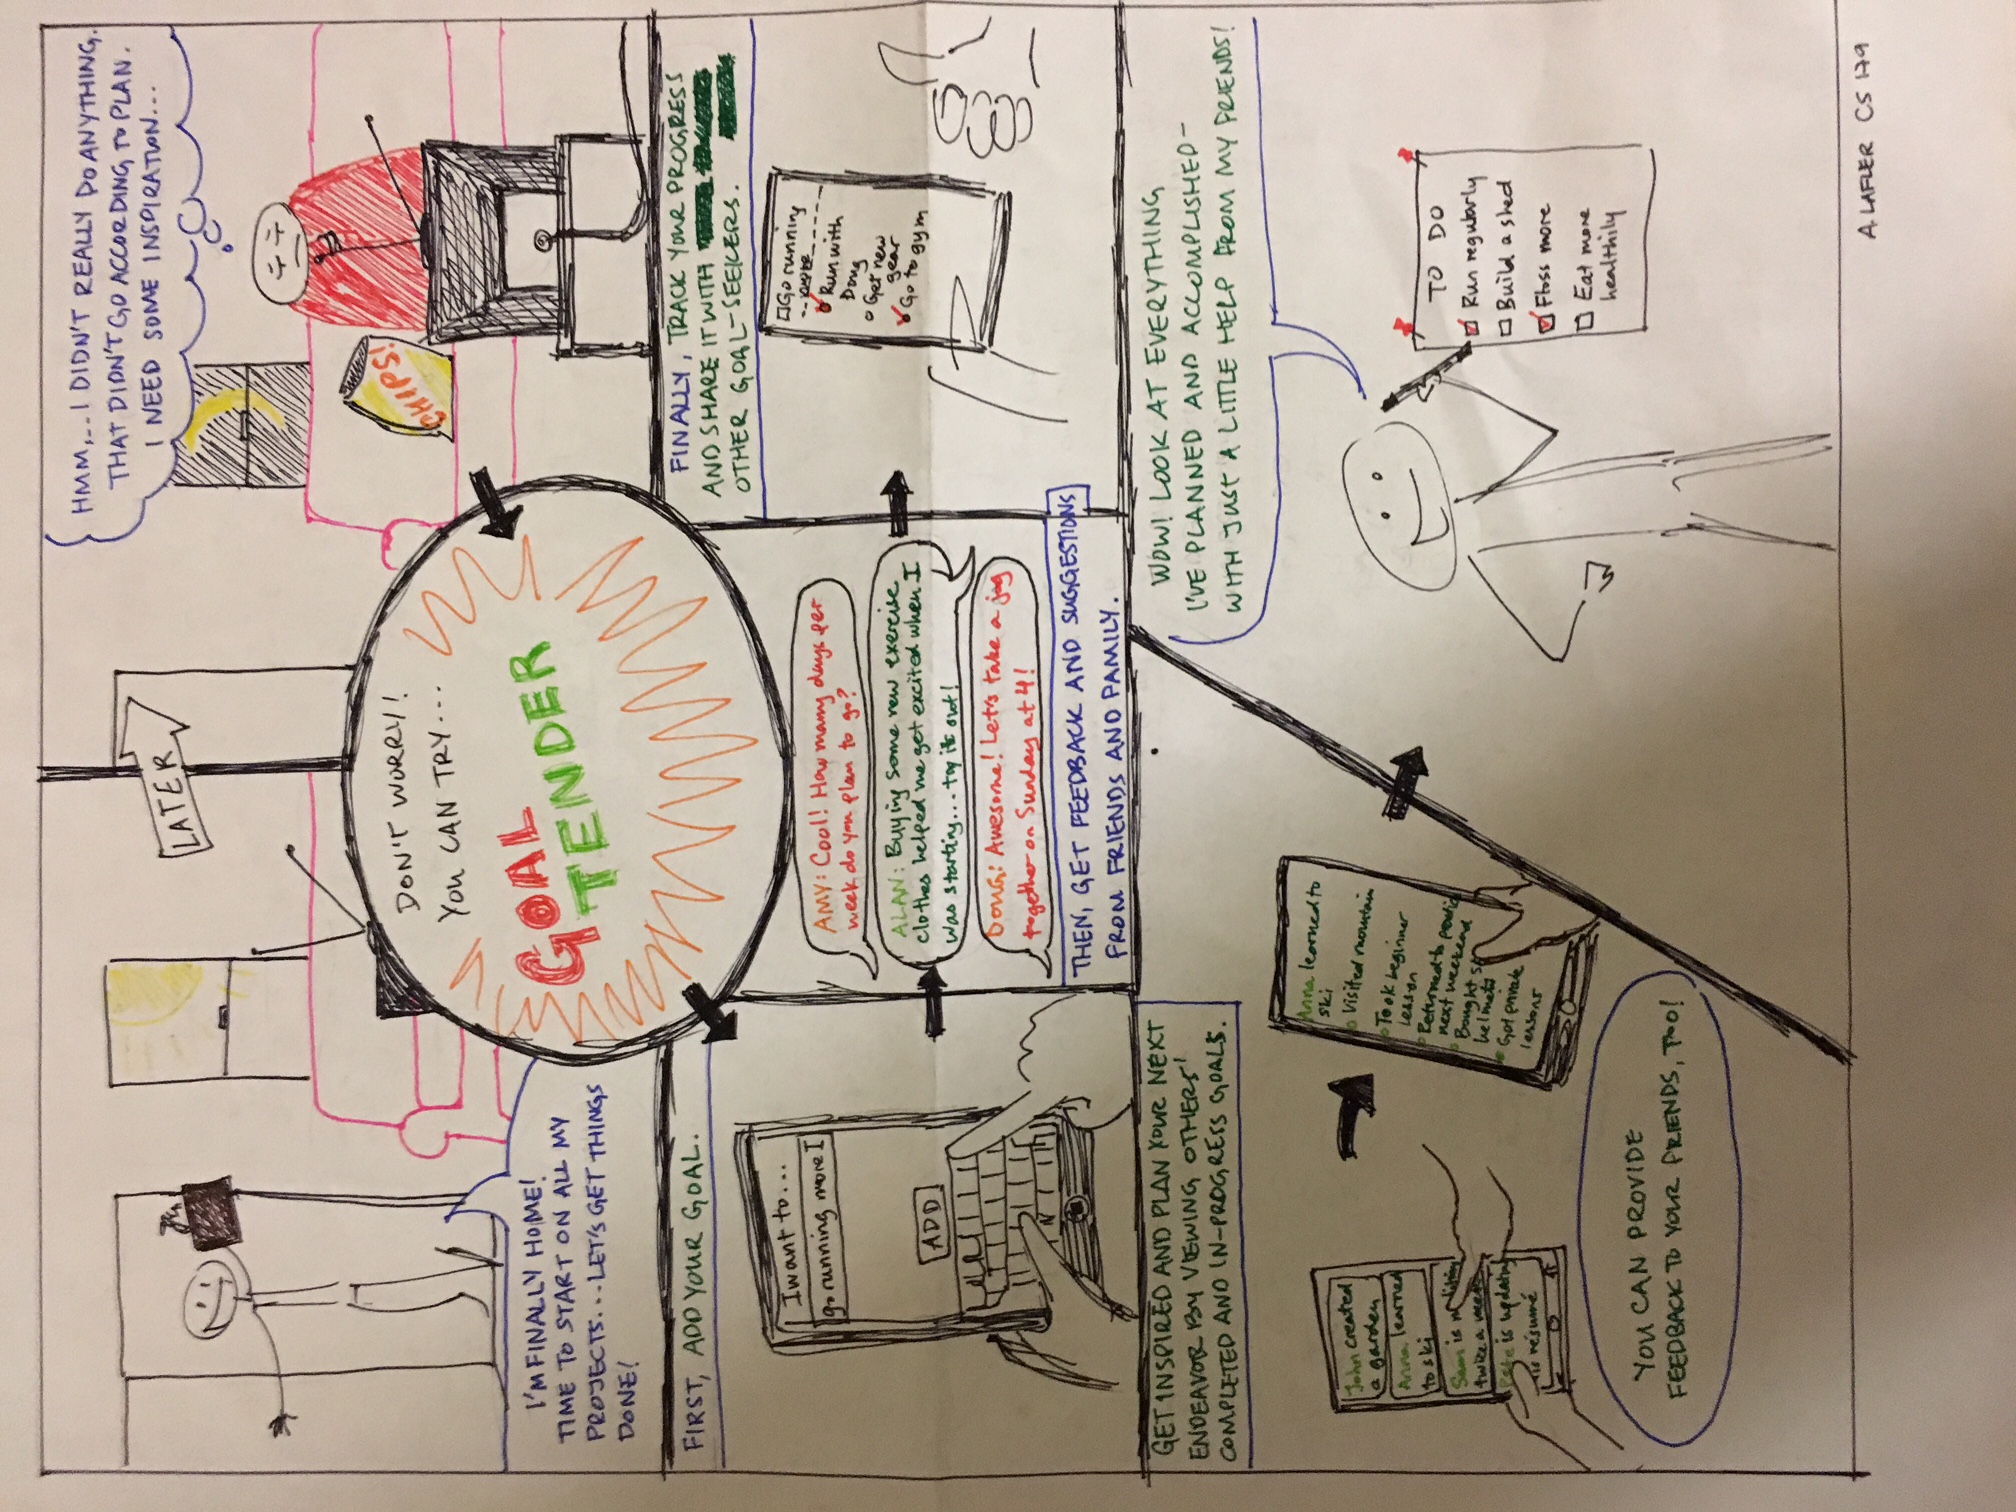 I'M FINALLY HOME!
TIME TO START ON ALL MY
PROJECTS...LET'S GET THINGS
DONE!
LATER
HMM,...I DIDN'T REALLY DO ANYTHING.
THAT DIDN'T GO ACCORDING TO PLAN.
I NEED SOME INSPIRATION...
CHIPS!
DON'T WORRY!
YOU CAN TRY...
GOAL
TENDER
FIRST, ADD YOUR GOAL.
I want to...
go running more I
ADD
AMY: Cool! How many days per
week do you plan to go?
ALAN: Buying some new exercise
clothes helped me get excited when I
was starting... try it out!
DOUG: Awesome! Let's take a jog
together on Sunday at 4!
THEN, GET FEEDBACK AND SUGGESTIONS
FROM FRIENDS AND FAMILY.
FINALLY, TRACK YOUR PROGRESS
AND SHARE IT WITH
OTHER GOAL-SEEKERS.
Go running
more
Run with
Doug
Get new
gear
Go to gym
GET INSPIRED AND PLAN YOUR NEXT
ENDEAVOR BY VIEWING OTHERS'
COMPLETED AND IN-PROGRESS GOALS.
John created
a garden
Anna learned
to ski
Sam is
twice a week
Pete is updating
his résumé
Anna learned to
ski
Visited mountain
Took beginner
lesson
Returned to
next weekend
Bought
helmet
Got private
lessons
YOU CAN PROVIDE
FEEDBACK TO YOUR FRIENDS, TOO!
WOW! LOOK AT EVERYTHING
I'VE PLANNED AND ACCOMPLISHED-
WITH JUST A LITTLE HELP FROM MY FRIENDS!
TO DO
Run regularly
Build a shed
Floss more
Eat more
healthily
A. LAFLER CS 179